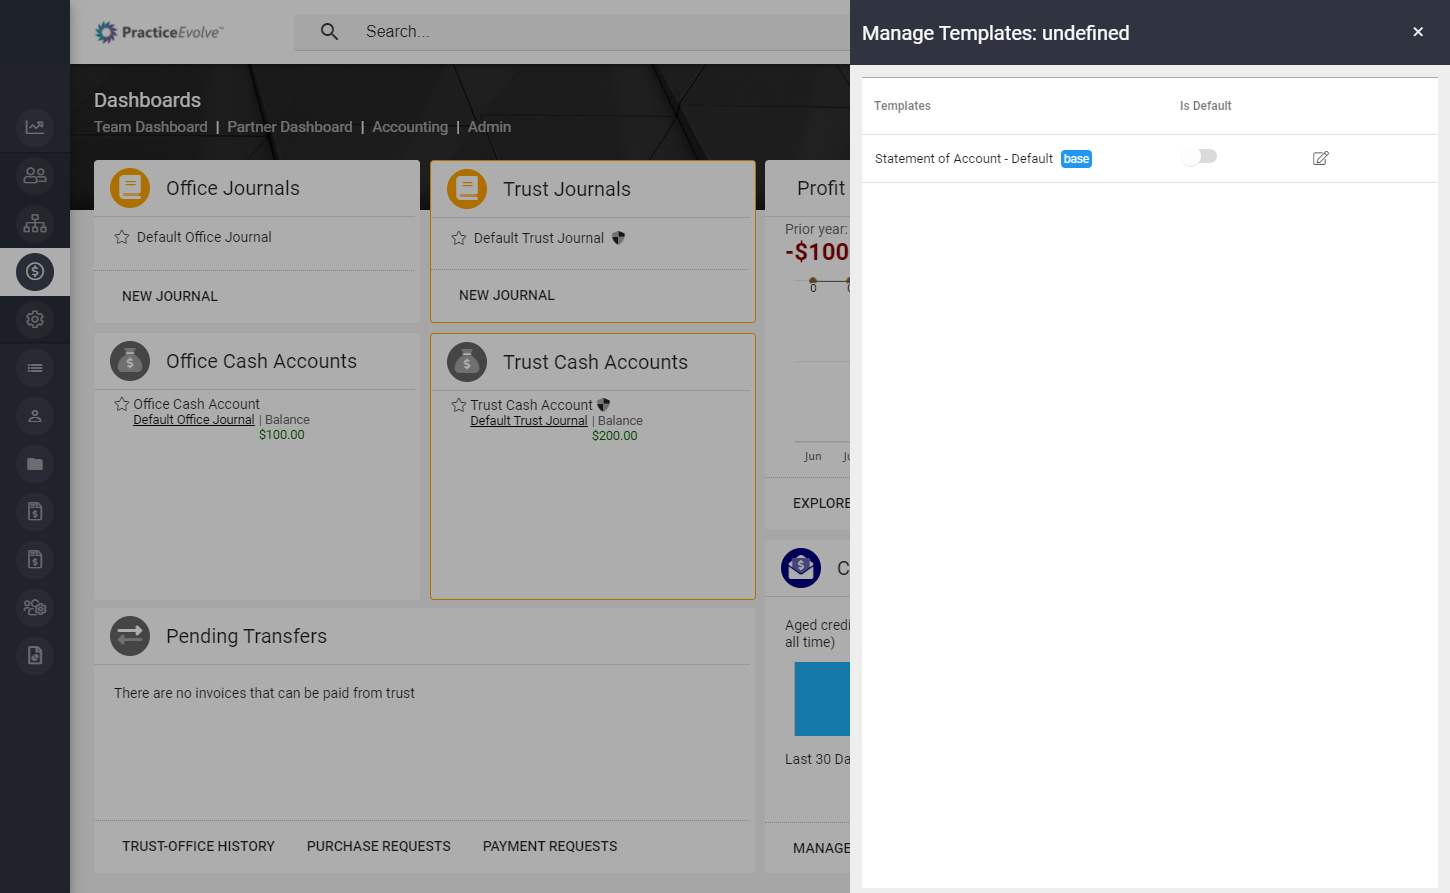 PracticeEvolve™
Search...
Dashboards
Team Dashboard | Partner Dashboard | Accounting | Admin
Office Journals
Default Office Journal
NEW JOURNAL
Trust Journals
Default Trust Journal
NEW JOURNAL
Office Cash Accounts
Office Cash Account
Default Office Journal | Balance
$100.00
Trust Cash Accounts
Trust Cash Account
Default Trust Journal | Balance
$200.00
Profit
Prior year:
-$100
0
Jun
EXPLORE
Pending Transfers
There are no invoices that can be paid from trust
TRUST-OFFICE HISTORY PURCHASE REQUESTS PAYMENT REQUESTS
C
Aged credi
all time)
Last 30 Da
MANAGE
Manage Templates: undefined
×
Templates Is Default
Statement of Account - Default base